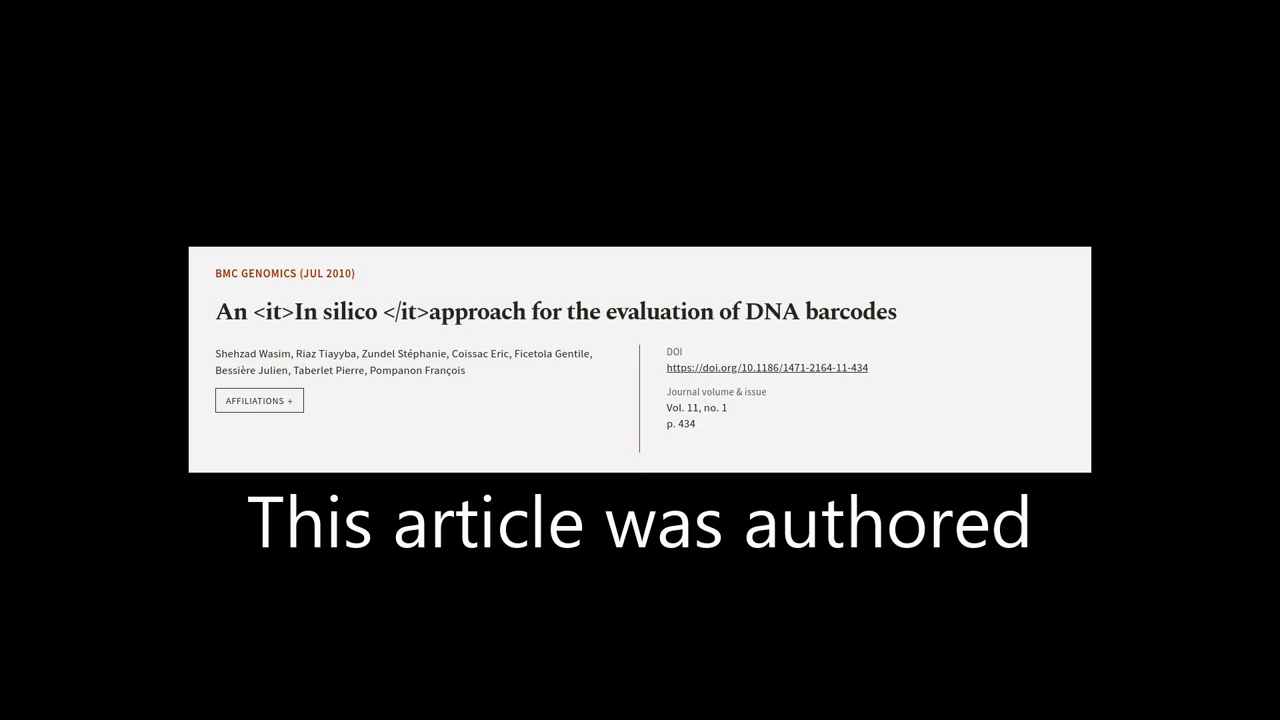 BMC GENOMICS (JUL 2010)
An <it>In silico </it>approach for the evaluation of DNA barcodes
Shehzad Wasim, Riaz Tiayyba, Zundel Stéphanie, Coissac Eric, Ficetola Gentile,
Bessière Julien, Taberlet Pierre, Pompanon François
AFFILIATIONS +
DOI
https://doi.org/10.1186/1471-2164-11-434
Journal volume & issue
Vol. 11, no. 1
p. 434
This article was authored